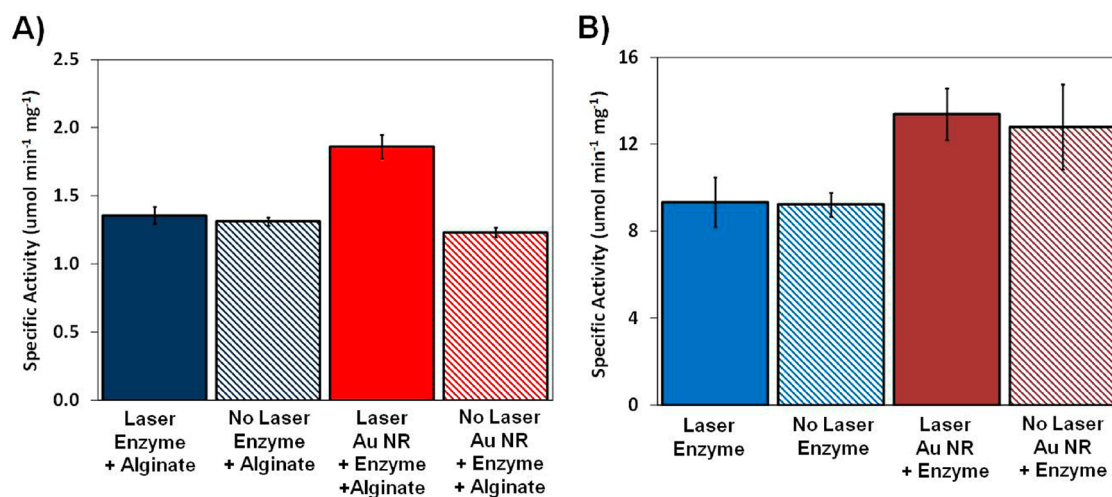 A)
Specific Activity (umol min⁻¹ mg⁻¹)
2.5
2.0
1.5
1.0
0.5
0.0
Laser
Enzyme
+ Alginate
No Laser
Enzyme
+ Alginate
Laser
Au NR
+ Enzyme
+Alginate
No Laser
Au NR
+ Enzyme
+ Alginate
B)
Specific Activity (umol min⁻¹ mg⁻¹)
16
12
8
4
0
Laser
Enzyme
No Laser
Enzyme
Laser
Au NR
+ Enzyme
No Laser
Au NR
+ Enzyme